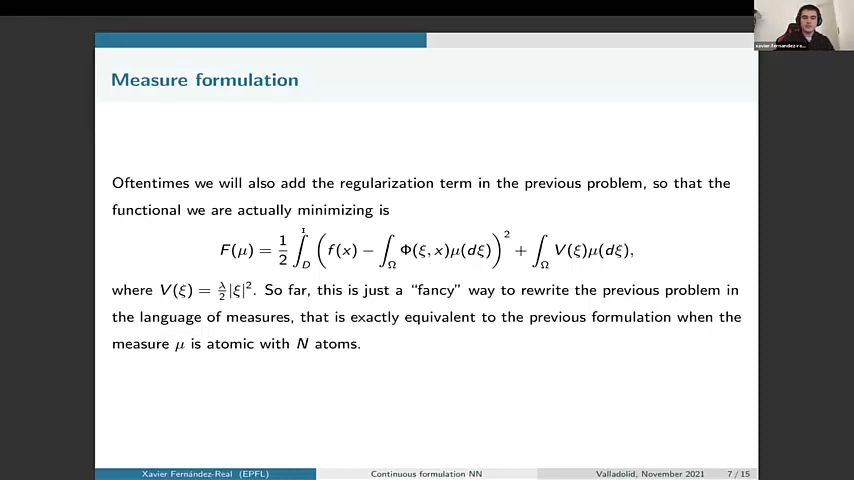 xavier.fernandez-re...
Measure formulation
Oftentimes we will also add the regularization term in the previous problem, so that the
functional we are actually minimizing is
F(μ) = 1/2 ∫_D (f(x) − ∫_Ω Φ(ξ, x)μ(dξ))² + ∫_Ω V(ξ)μ(dξ),
where V(ξ) = λ/2 |ξ|². So far, this is just a “fancy” way to rewrite the previous problem in
the language of measures, that is exactly equivalent to the previous formulation when the
measure μ is atomic with N atoms.
Xavier Fernández-Real (EPFL) Continuous formulation NN Valladolid, November 2021 7 / 15